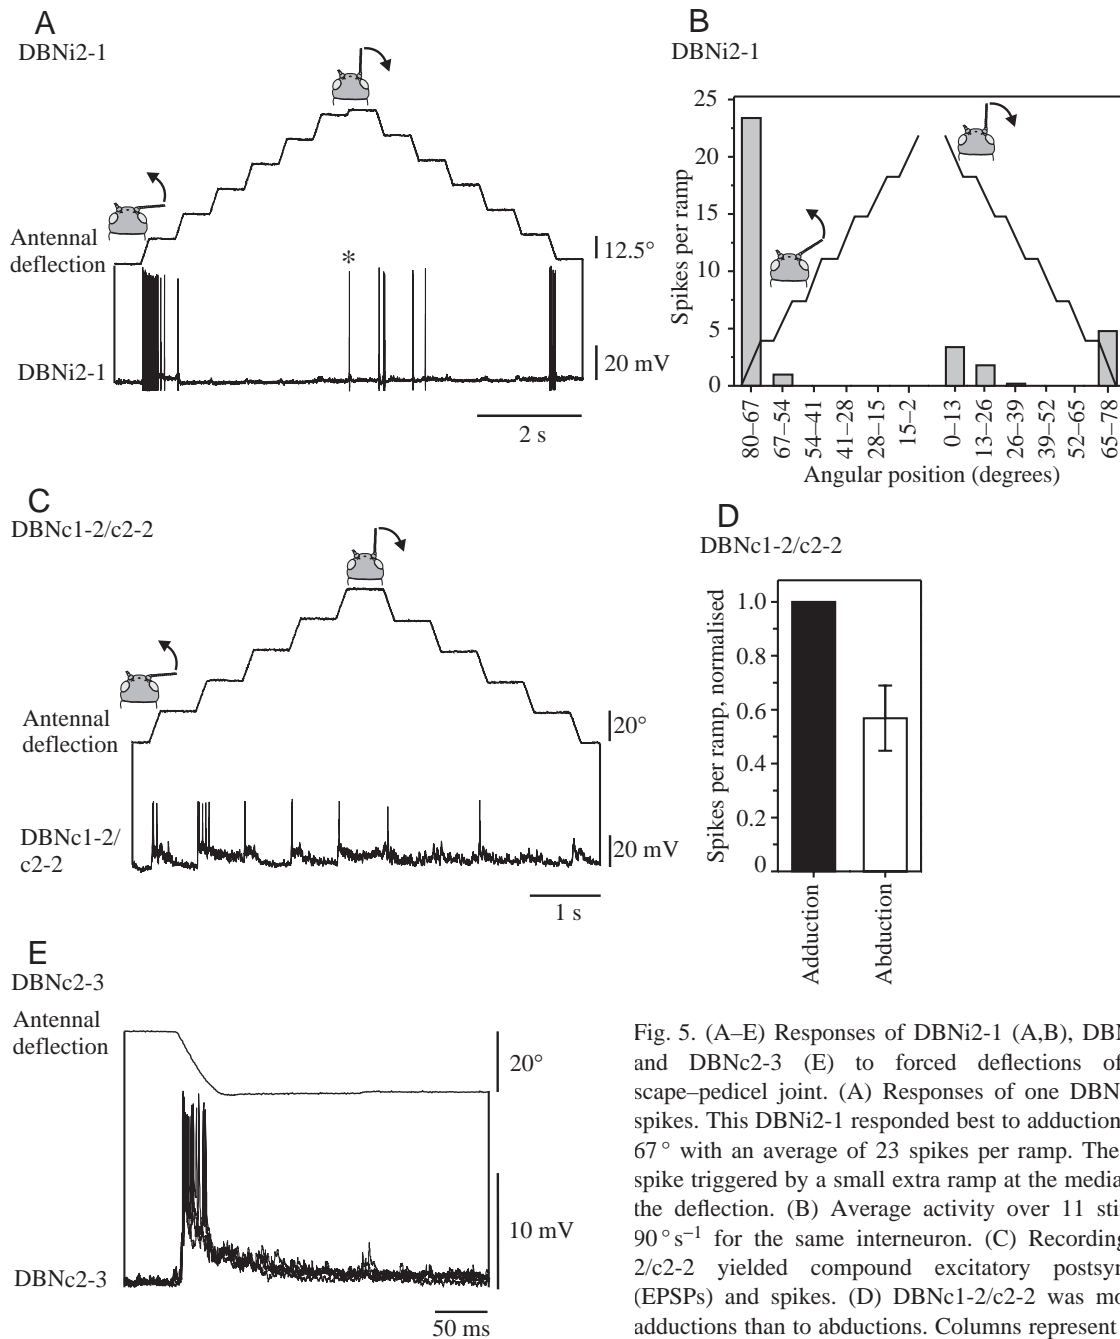 A
DBNi2-1
Antennal
deflection
12.5°
*
20 mV
DBNi2-1
2 s
B
DBNi2-1
Spikes per ramp
25
20
15
10
5
0
80–67
67–54
54–41
41–28
28–15
15–2
0–13
13–26
26–39
39–52
52–65
65–78
Angular position (degrees)
C
DBNc1-2/c2-2
Antennal
deflection
20°
DBNc1-2/
c2-2
20 mV
1 s
D
DBNc1-2/c2-2
Spikes per ramp, normalised
1.0
0.8
0.6
0.4
0.2
0
Adduction
Abduction
E
DBNc2-3
Antennal
deflection
20°
10 mV
DBNc2-3
50 ms
Fig. 5. (A–E) Responses of DBNi2-1 (A,B), DBN
and DBNc2-3 (E) to forced deflections of
scape–pedicel joint. (A) Responses of one DBN
spikes. This DBNi2-1 responded best to adduction
67° with an average of 23 spikes per ramp. The
spike triggered by a small extra ramp at the media
the deflection. (B) Average activity over 11 sti
90° s⁻¹ for the same interneuron. (C) Recording
2/c2-2 yielded compound excitatory postsyn
(EPSPs) and spikes. (D) DBNc1-2/c2-2 was mo
adductions than to abductions. Columns represent